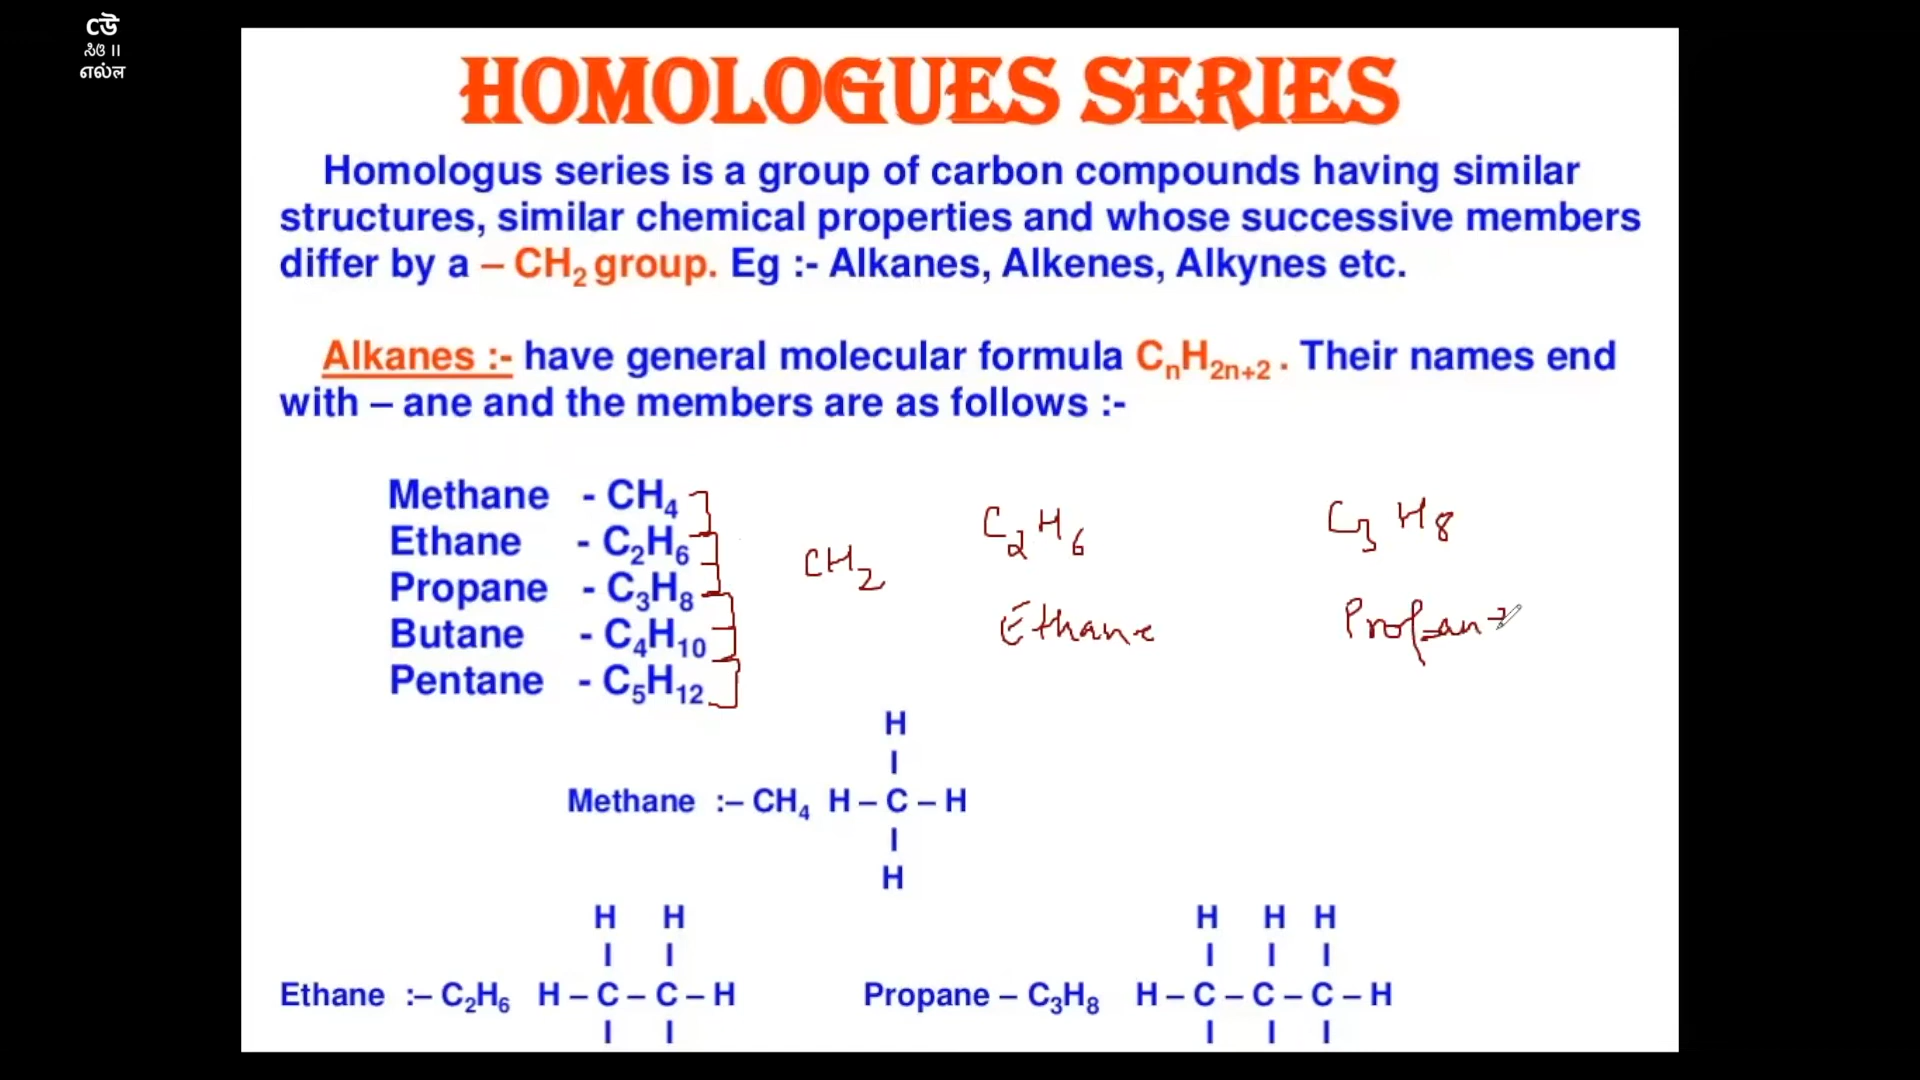 Cউ
ಸಿಓ ॥
எல்ல
HOMOLOGUES SERIES
Homologus series is a group of carbon compounds having similar
structures, similar chemical properties and whose successive members
differ by a – CH₂ group. Eg :- Alkanes, Alkenes, Alkynes etc.
Alkanes :- have general molecular formula CₙH₂ₙ₊₂ . Their names end
with – ane and the members are as follows :-
Methane - CH₄
Ethane - C₂H₆
Propane - C₃H₈
Butane - C₄H₁₀
Pentane - C₅H₁₂
CH₂
C₂H₆
Ethane
C₃H₈
Propane
H
I
Methane :– CH₄ H – C – H
I
H
H H
I I
Ethane :– C₂H₆ H – C – C – H
I I
H H H
I I I
Propane – C₃H₈ H – C – C – C – H
I I I